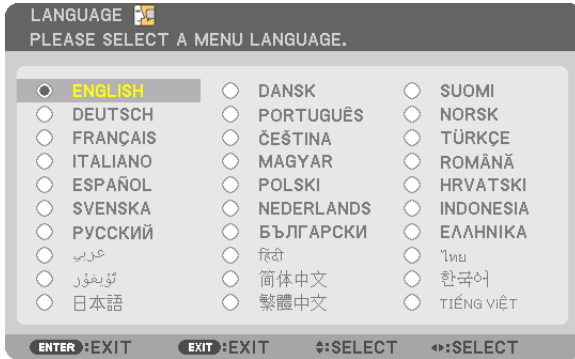 LANGUAGE
PLEASE SELECT A MENU LANGUAGE.
ENGLISH DANSK SUOMI
DEUTSCH PORTUGUÊS NORSK
FRANÇAIS ČEŠTINA TÜRKÇE
ITALIANO MAGYAR ROMÂNĂ
ESPAÑOL POLSKI HRVATSKI
SVENSKA NEDERLANDS INDONESIA
РУССКИЙ БЪЛГАРСКИ ΕΛΛΗΝΙΚΑ
عربي हिंदी ไทย
ئۇيغۇر 简体中文 한국어
日本語 繁體中文 TIẾNG VIỆT
ENTER :EXIT EXIT :EXIT :SELECT :SELECT